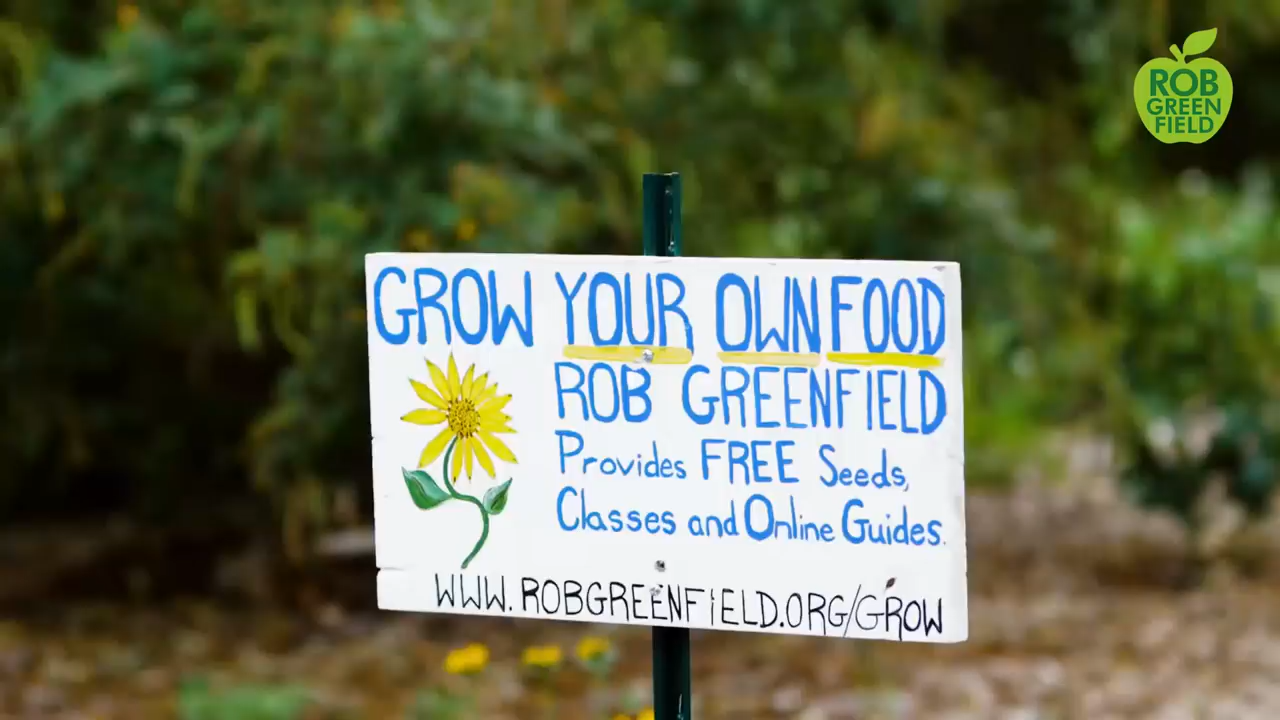 ROB
GREEN
FIELD
GROW YOUR OWN FOOD
ROB GREENFIELD
Provides FREE Seeds,
Classes and Online Guides.
WWW.ROBGREENFIELD.ORG/GROW